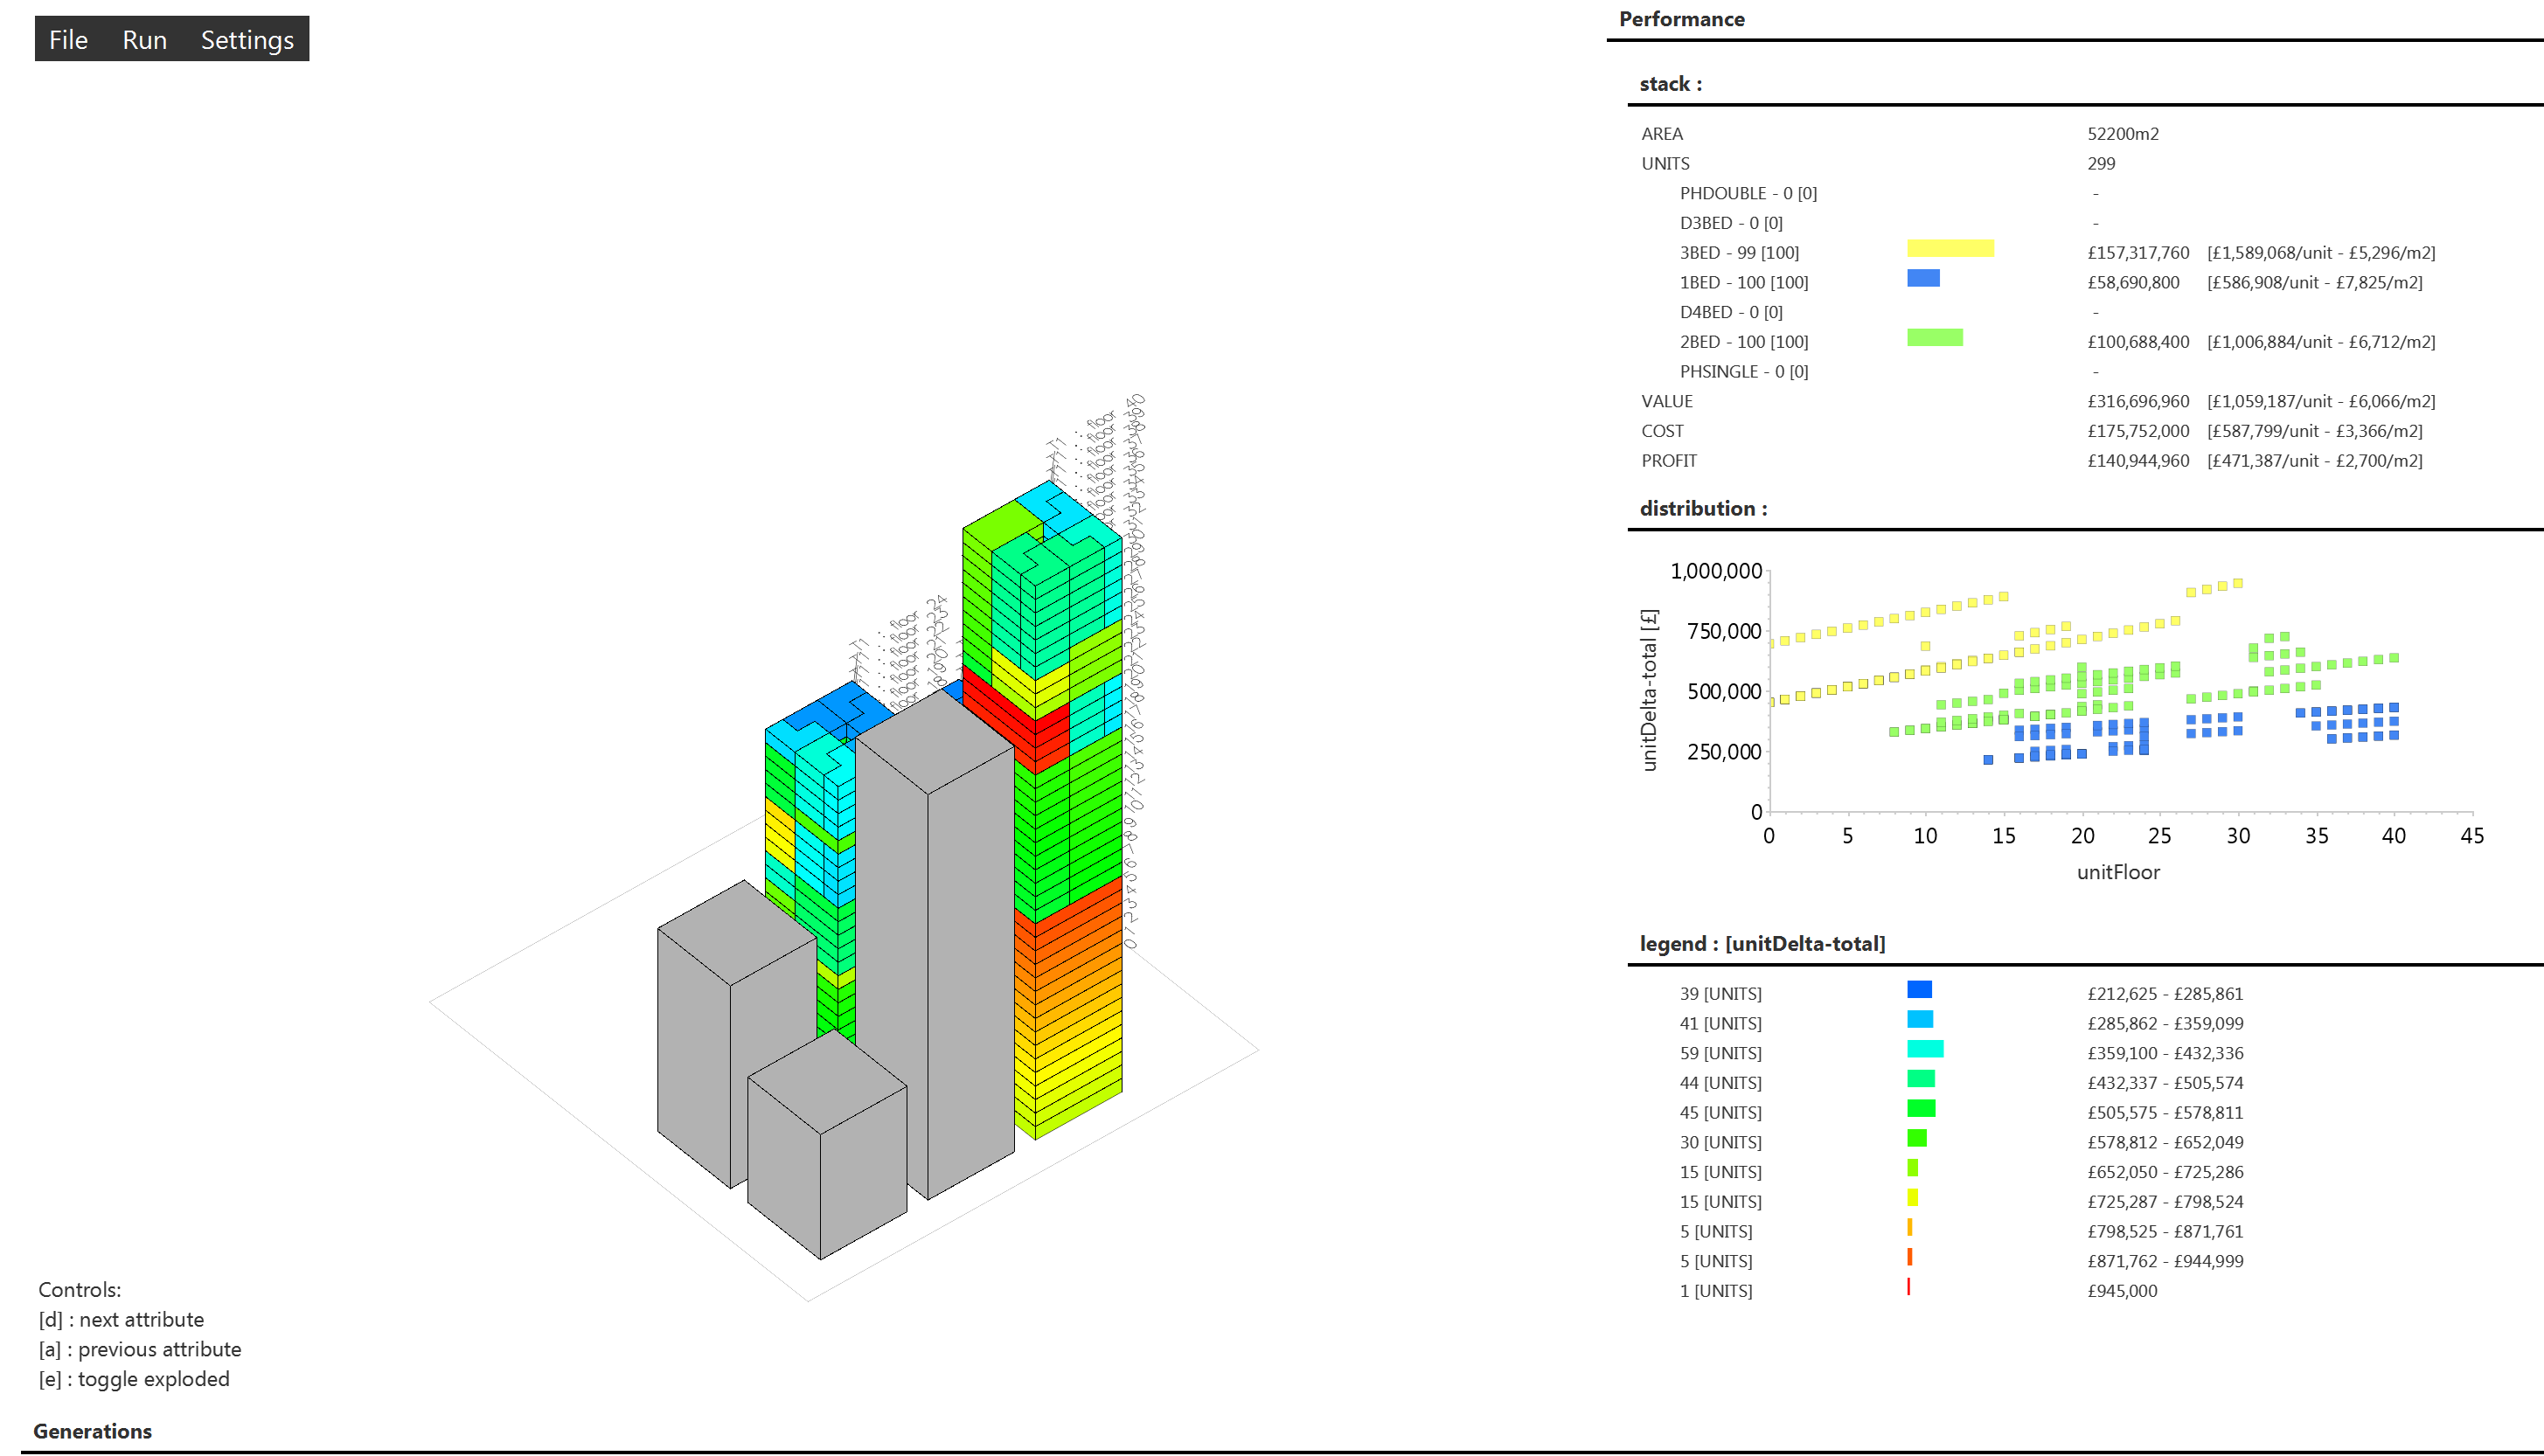 File Run Settings
Performance
stack :
AREA 52200m2
UNITS 299
PHDOUBLE - 0 [0] -
D3BED - 0 [0] -
3BED - 99 [100] £157,317,760 [£1,589,068/unit - £5,296/m2]
1BED - 100 [100] £58,690,800 [£586,908/unit - £7,825/m2]
D4BED - 0 [0] -
2BED - 100 [100] £100,688,400 [£1,006,884/unit - £6,712/m2]
PHSINGLE - 0 [0] -
VALUE £316,696,960 [£1,059,187/unit - £6,066/m2]
COST £175,752,000 [£587,799/unit - £3,366/m2]
PROFIT £140,944,960 [£471,387/unit - £2,700/m2]
distribution :
unitDelta-total [£]
1,000,000
750,000
500,000
250,000
0
0 5 10 15 20 25 30 35 40 45
unitFloor
legend : [unitDelta-total]
39 [UNITS] £212,625 - £285,861
41 [UNITS] £285,862 - £359,099
59 [UNITS] £359,100 - £432,336
44 [UNITS] £432,337 - £505,574
45 [UNITS] £505,575 - £578,811
30 [UNITS] £578,812 - £652,049
15 [UNITS] £652,050 - £725,286
15 [UNITS] £725,287 - £798,524
5 [UNITS] £798,525 - £871,761
5 [UNITS] £871,762 - £944,999
1 [UNITS] £945,000
Controls:
[d] : next attribute
[a] : previous attribute
[e] : toggle exploded
Generations